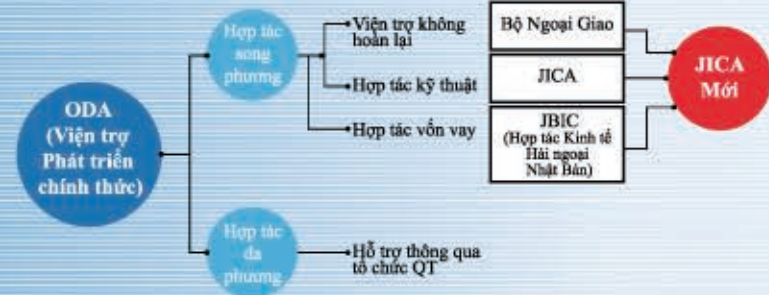 ODA
(Viện trợ
Phát triển
chính thức)
Hợp tác
song
phương
Viện trợ không
hoàn lại
Hợp tác kỹ thuật
Hợp tác vốn vay
Bộ Ngoại Giao
JICA
JBIC
(Hợp tác Kinh tế
Hải ngoại
Nhật Bản)
JICA
Mới
Hợp tác
đa
phương
Hỗ trợ thông qua
tổ chức QT